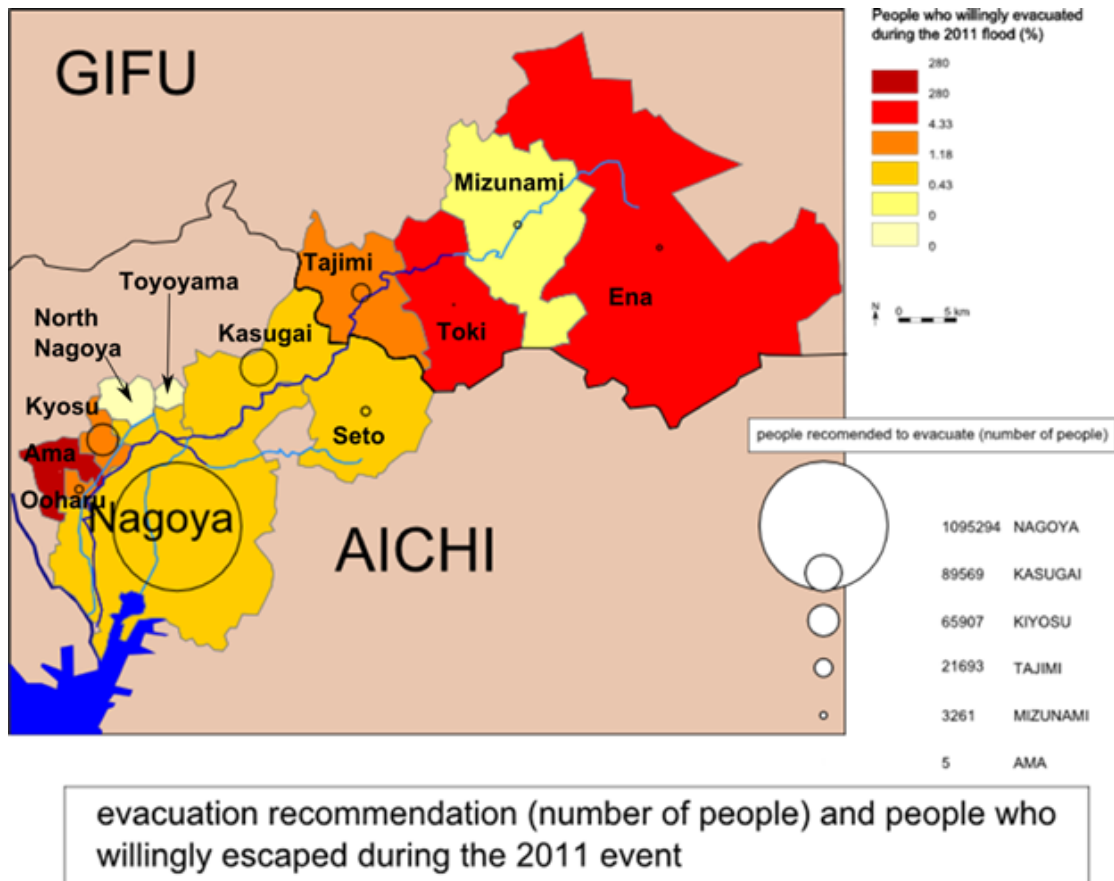 People who willingly evacuated
during the 2011 flood (%)
280
280
4.33
1.18
0.43
0
0
GIFU
Mizunami
Tajimi
Toyoyama
Ena
N 0 5 km
North
Nagoya
Kasugai
Toki
Kyosu
people recomended to evacuate (number of people)
Seto
Ama
Ooharu
Nagoya
AICHI
1095294 NAGOYA
89569 KASUGAI
65907 KIYOSU
21693 TAJIMI
3261 MIZUNAMI
5 AMA
evacuation recommendation (number of people) and people who
willingly escaped during the 2011 event